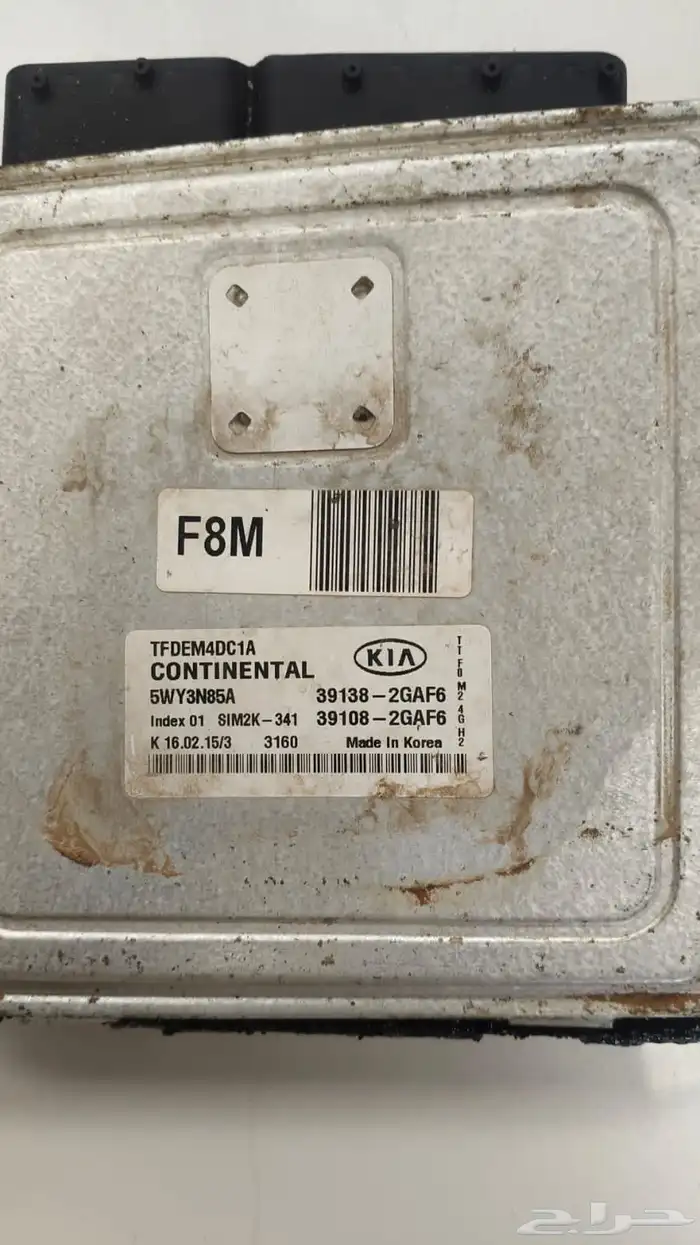 F8M
TFDEM4DC1A
CONTINENTAL
KIA
5WY3N85A 39138-2GAF6
Index 01 SIM2K-341 39108-2GAF6
K 16.02.15/3 3160 Made In Korea
TTF0M24GH2
حراج